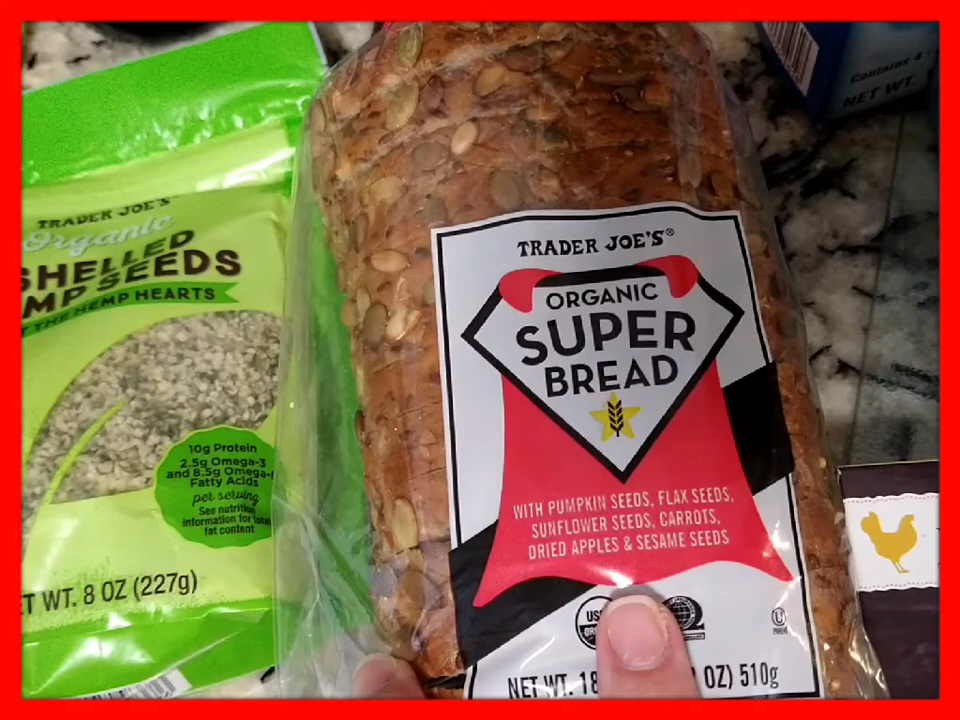 TRADER JOE'S
Organic
SHELLED
MP SEEDS
T THE HEMP HEARTS
10g Protein
2.5g Omega-3
and 8.5g Omega-
Fatty Acids
per serving
See nutrition
information for total
fat content
ET WT. 8 OZ (227g)
TRADER JOE'S®
ORGANIC
SUPER
BREAD
WITH PUMPKIN SEEDS, FLAX SEEDS,
SUNFLOWER SEEDS, CARROTS,
DRIED APPLES & SESAME SEEDS
NET WT. 18 OZ) 510g
Contains 4
NET WT.